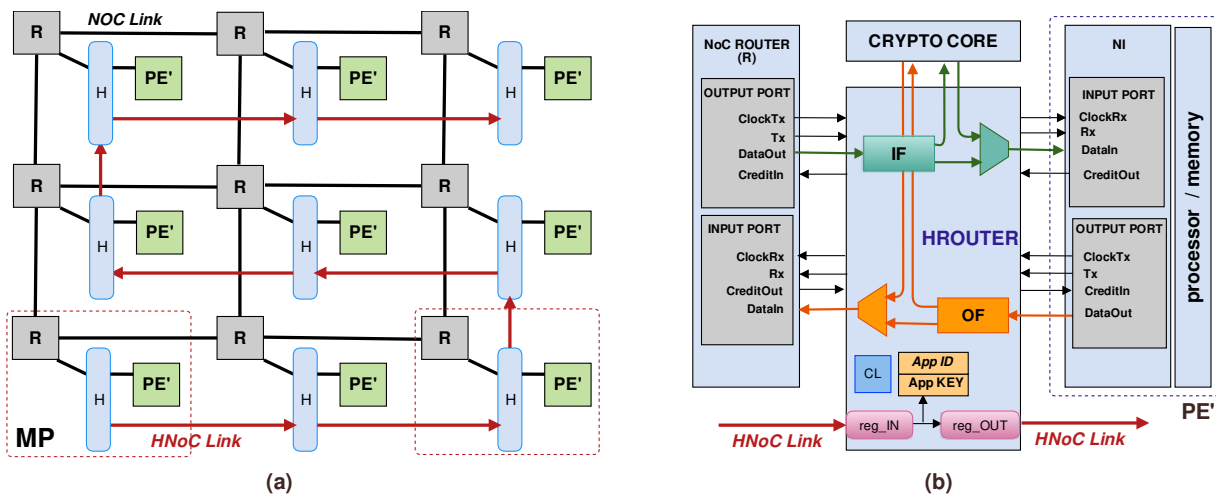 NOC Link
R
R
R
H
PE'
H
PE'
H
PE'
R
R
R
H
PE'
H
PE'
H
PE'
R
R
R
H
PE'
H
PE'
H
PE'
MP
HNoC Link
(a)
NoC ROUTER
(R)
OUTPUT PORT
ClockTx
Tx
DataOut
CreditIn
INPUT PORT
ClockRx
Rx
CreditOut
DataIn
CRYPTO CORE
IF
HROUTER
OF
CL
App ID
App KEY
reg_IN
reg_OUT
HNoC Link
HNoC Link
NI
INPUT PORT
ClockRx
Rx
DataIn
CreditOut
OUTPUT PORT
ClockTx
Tx
CreditIn
DataOut
processor / memory
PE'
(b)